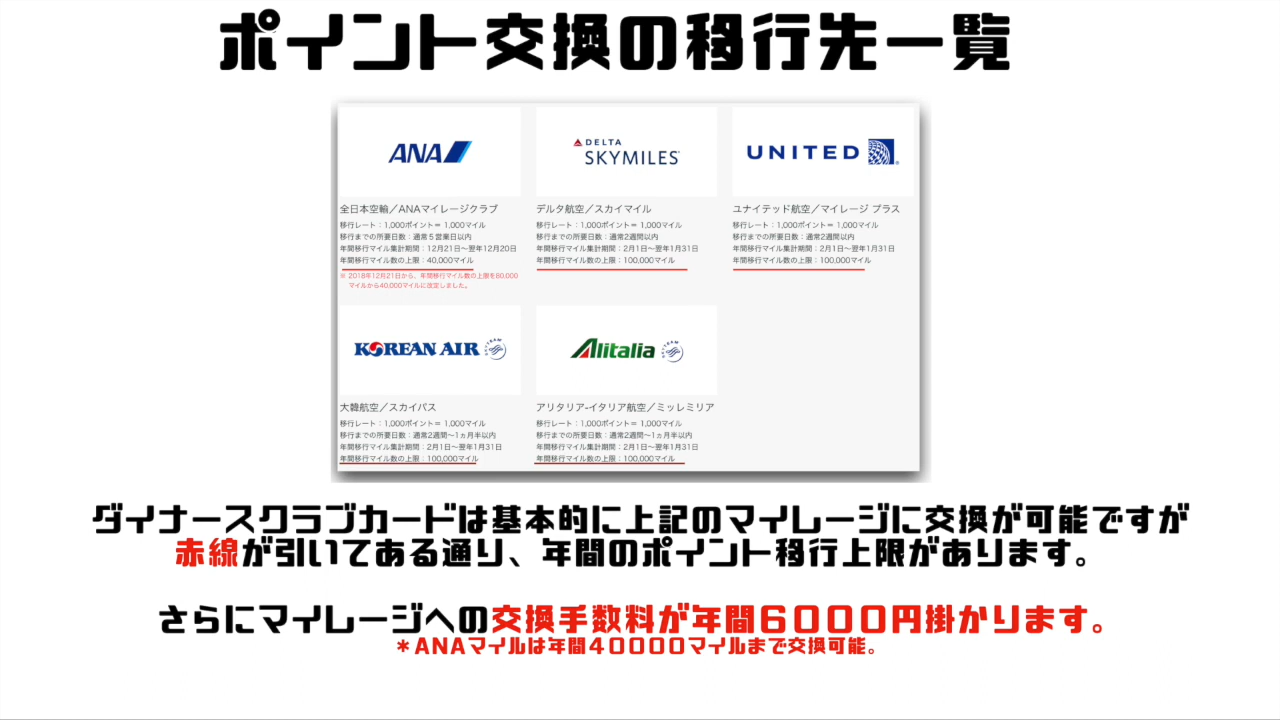 ポイント交換の移行先一覧
ANA
DELTA
SKYMILES
UNITED
全日本空輸／ANAマイレージクラブ
移行レート：1,000ポイント＝ 1,000マイル
移行までの所要日数：通常５営業日以内
年間移行マイル集計期間：12月21日〜翌年12月20日
年間移行マイル数の上限：40,000マイル
※ 2018年12月21日から、年間移行マイル数の上限を80,000
マイルから40,000マイルに改定しました。
デルタ航空／スカイマイル
移行レート：1,000ポイント＝ 1,000マイル
移行までの所要日数：通常2週間以内
年間移行マイル集計期間：2月1日〜翌年1月31日
年間移行マイル数の上限：100,000マイル
ユナイテッド航空／マイレージ プラス
移行レート：1,000ポイント＝ 1,000マイル
移行までの所要日数：通常2週間以内
年間移行マイル集計期間：2月1日〜翌年1月31日
年間移行マイル数の上限：100,000マイル
KOREAN AIR
Alitalia
大韓航空／スカイパス
移行レート：1,000ポイント＝ 1,000マイル
移行までの所要日数：通常2週間〜1ヵ月半以内
年間移行マイル集計期間：2月1日〜翌年1月31日
年間移行マイル数の上限：100,000マイル
アリタリア-イタリア航空／ミッレミリア
移行レート：1,000ポイント＝ 1,000マイル
移行までの所要日数：通常2週間〜1ヵ月半以内
年間移行マイル集計期間：2月1日〜翌年1月31日
年間移行マイル数の上限：100,000マイル
ダイナースクラブカードは基本的に上記のマイレージに交換が可能ですが
赤線が引いてある通り、年間のポイント移行上限があります。
さらにマイレージへの交換手数料が年間６０００円掛かります。
＊ANAマイルは年間４００００マイルまで交換可能。